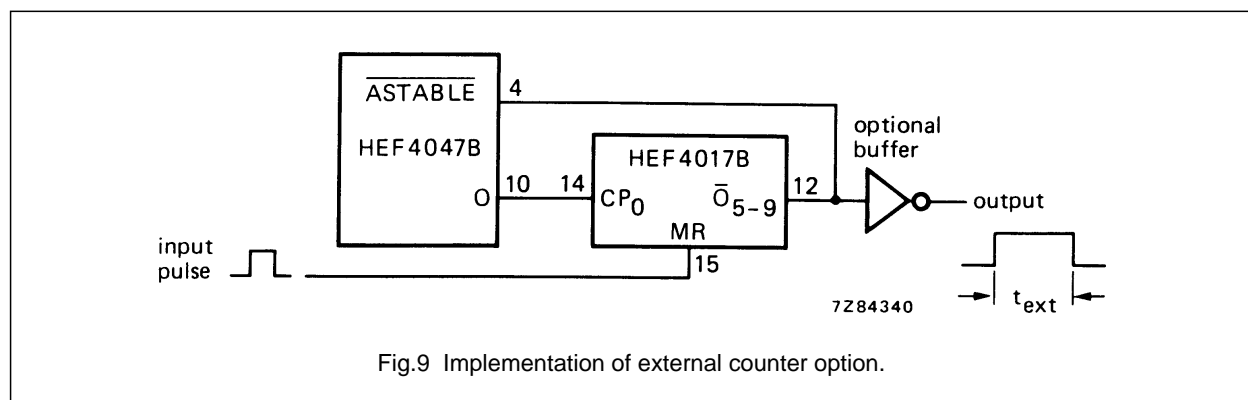 ASTABLE
4
HEF4047B
O
10
14
HEF4017B
CP0
O̅5–9
12
MR
15
optional
buffer
output
input
pulse
7Z84340
text
Fig.9 Implementation of external counter option.